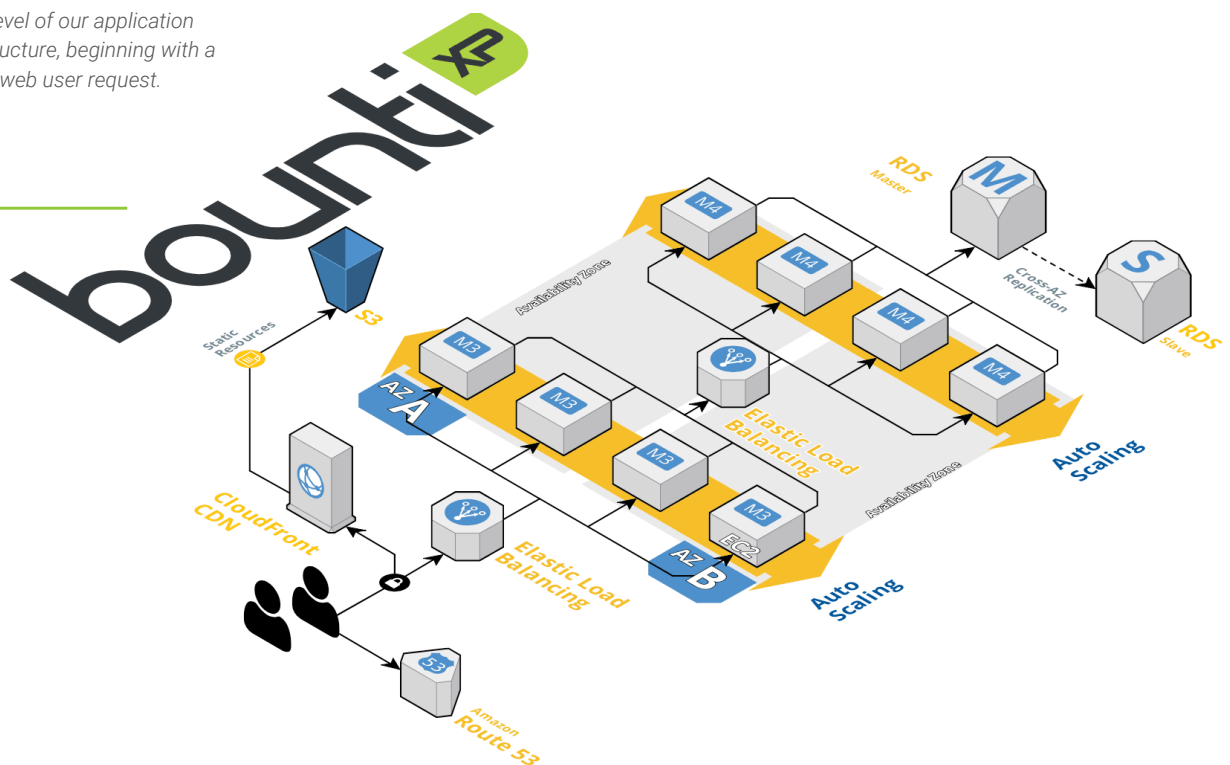 evel of our application
ucture, beginning with a
web user request.
bounti
XP
RDS
Master
M
S
RDS
Slave
Cross-AZ
Replication
M4
M4
M4
M4
Availability Zone
Static
Resources
S3
M3
M3
M3
M3
EC2
AZ
A
AZ
B
Elastic Load
Balancing
Availability Zone
Auto
Scaling
CloudFront
CDN
Elastic Load
Balancing
Auto
Scaling
53
Amazon
Route 53